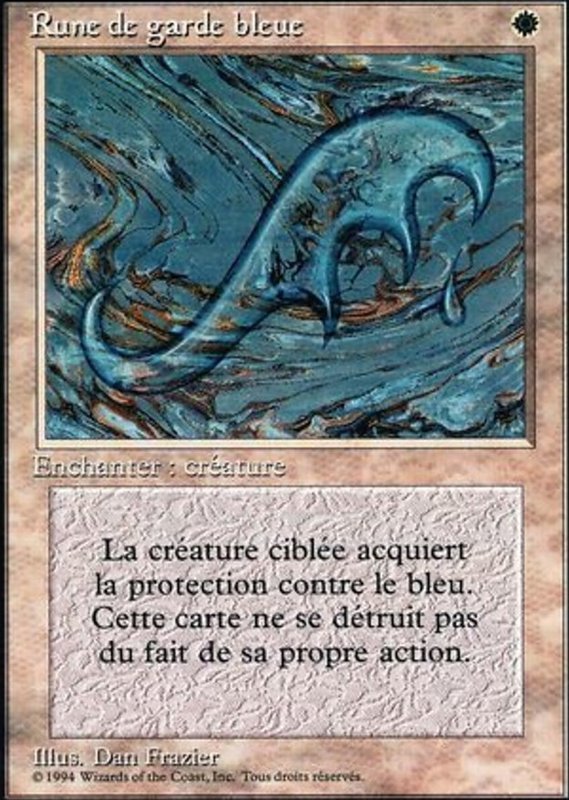 Rune de garde bleue
Enchanter : créature
La créature ciblée acquiert
la protection contre le bleu.
Cette carte ne se détruit pas
du fait de sa propre action.
Illus. Dan Frazier
© 1994 Wizards of the Coast, Inc. Tous droits réservés.